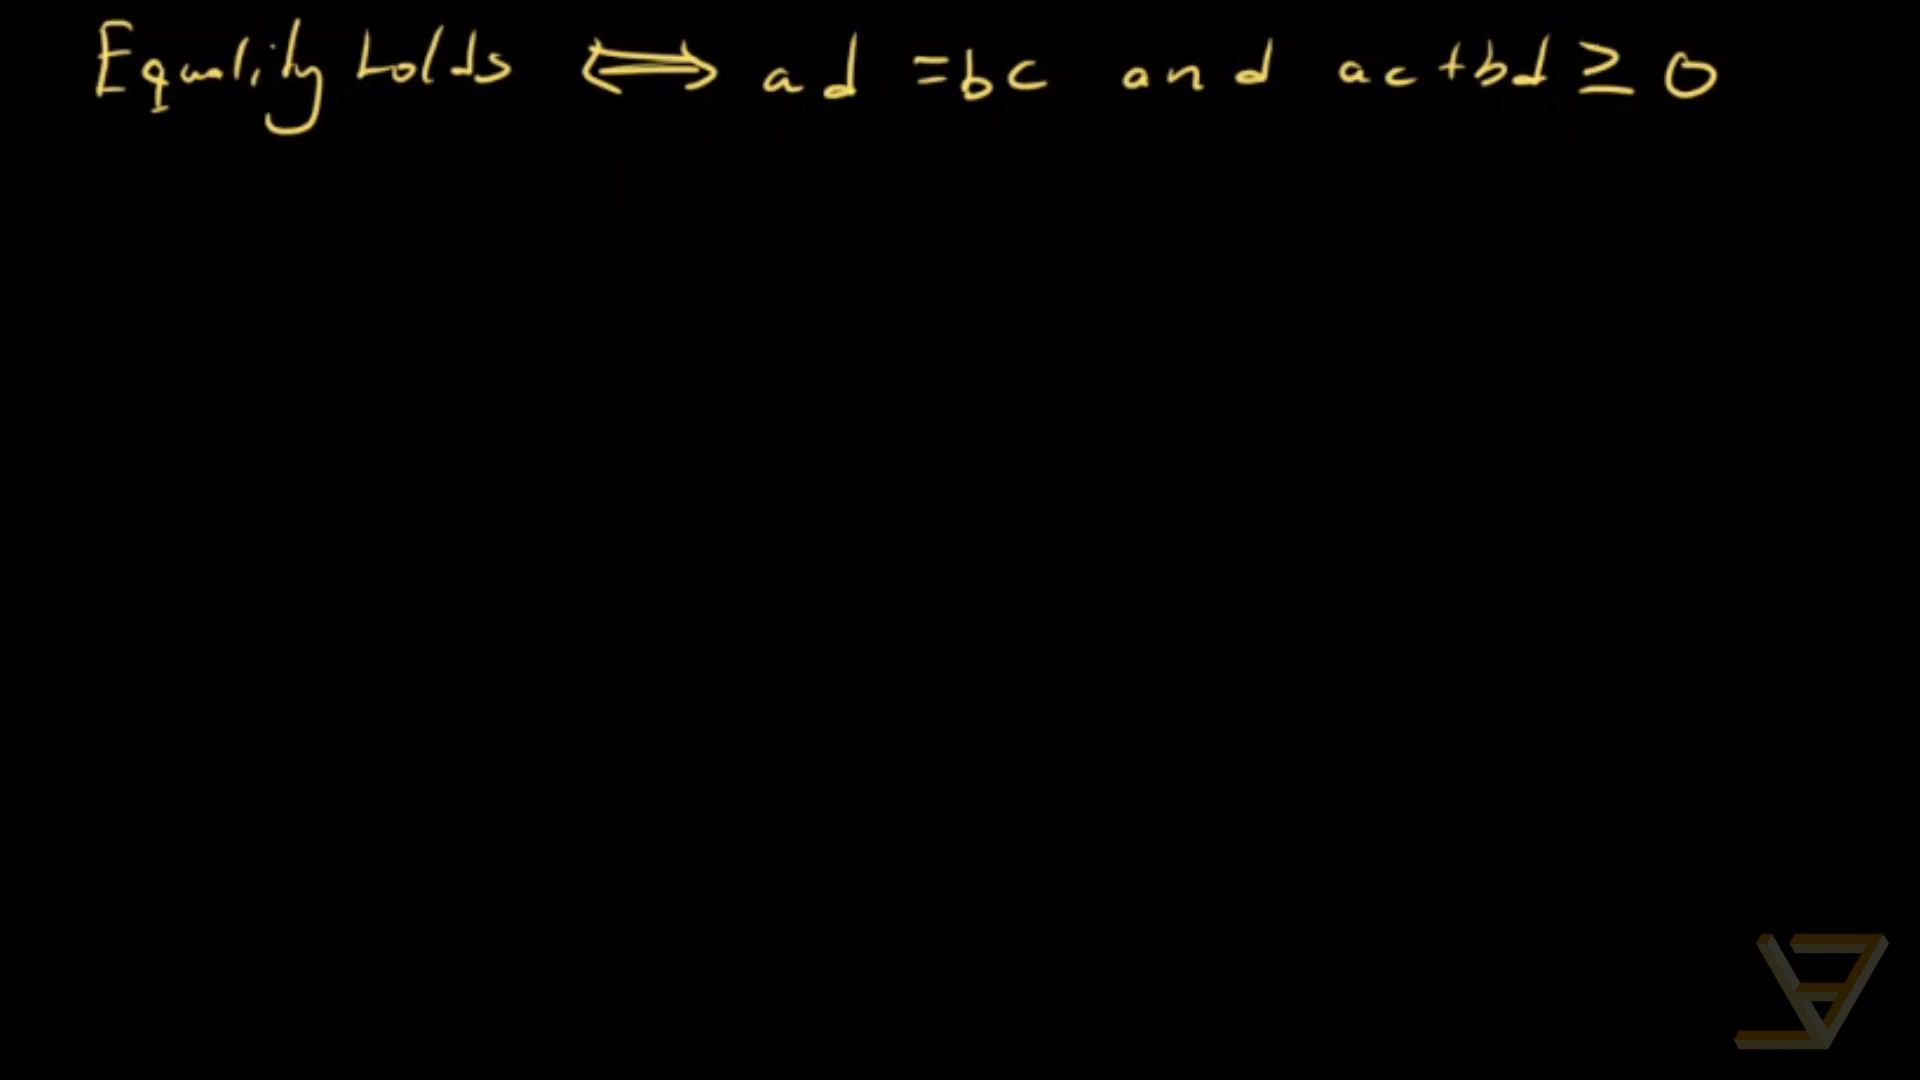 Equality holds ⟺ ad = bc and ac+bd ≥ 0